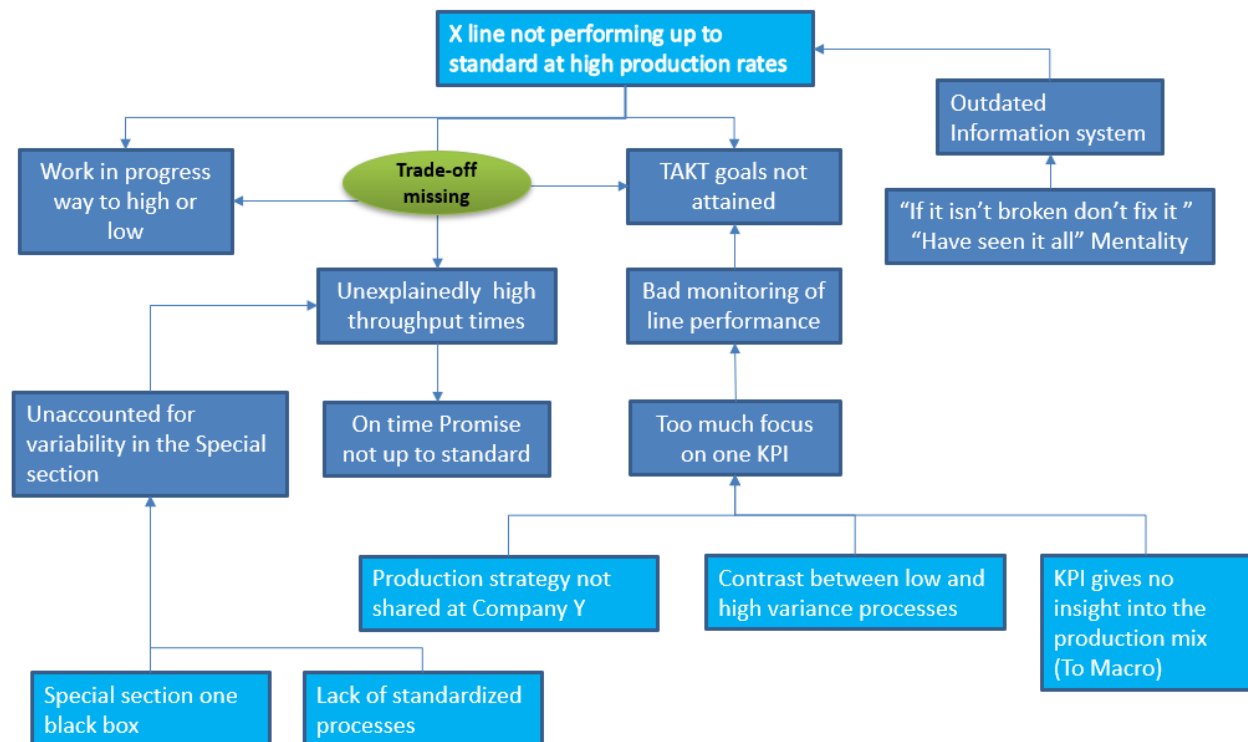 X line not performing up to
standard at high production rates
Outdated
Information system
Trade-off
missing
Work in progress
way to high or
low
TAKT goals not
attained
“If it isn’t broken don’t fix it ”
“Have seen it all” Mentality
Unexplainedly  high
throughput times
Bad monitoring of
line performance
Unaccounted for
variability in the Special
section
On time Promise
not up to standard
Too much focus
on one KPI
Production strategy not
shared at Company Y
Contrast between low and
high variance processes
KPI gives no
insight into the
production mix
(To Macro)
Special section one
black box
Lack of standardized
processes